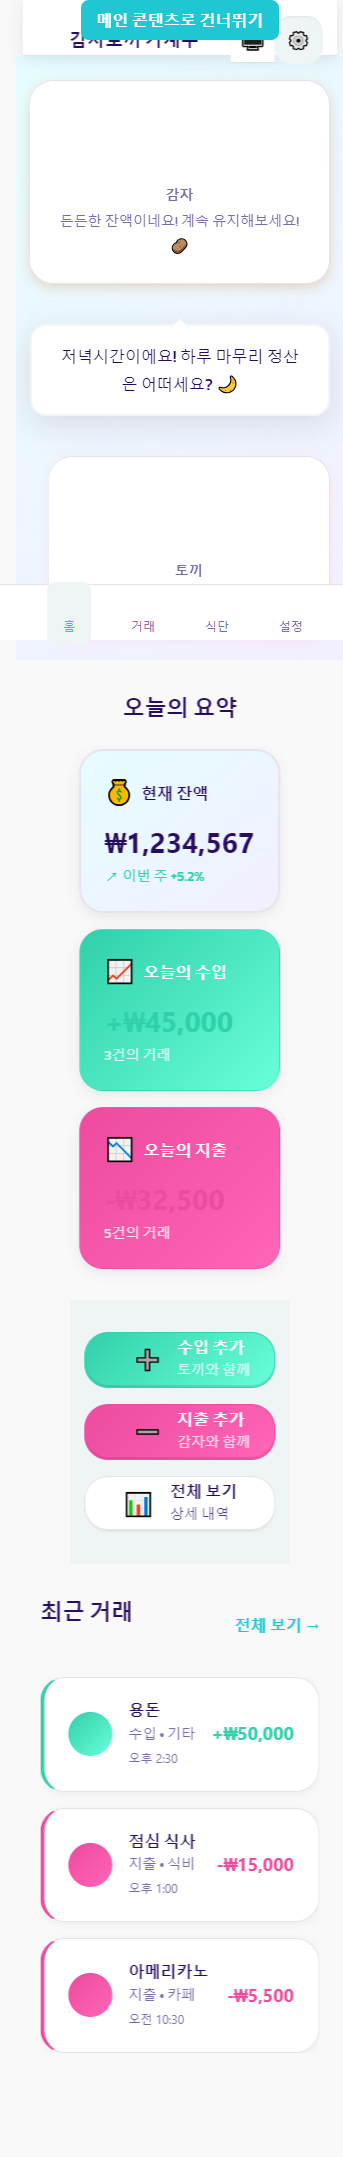 메인 콘텐츠로 건너뛰기
감자
든든한 잔액이네요! 계속 유지해보세요!
🥔
저녁시간이에요! 하루 마무리 정산
은 어떠세요? 🌙
토끼
홈
거래
식단
설정
오늘의 요약
현재 잔액
₩1,234,567
↗ 이번 주 +5.2%
오늘의 수입
+₩45,000
3건의 거래
오늘의 지출
-₩32,500
5건의 거래
수입 추가
토끼와 함께
지출 추가
감자와 함께
전체 보기
상세 내역
최근 거래
전체 보기 →
용돈
수입 • 기타
+₩50,000
오후 2:30
점심 식사
지출 • 식비
-₩15,000
오후 1:00
아메리카노
지출 • 카페
-₩5,500
오전 10:30